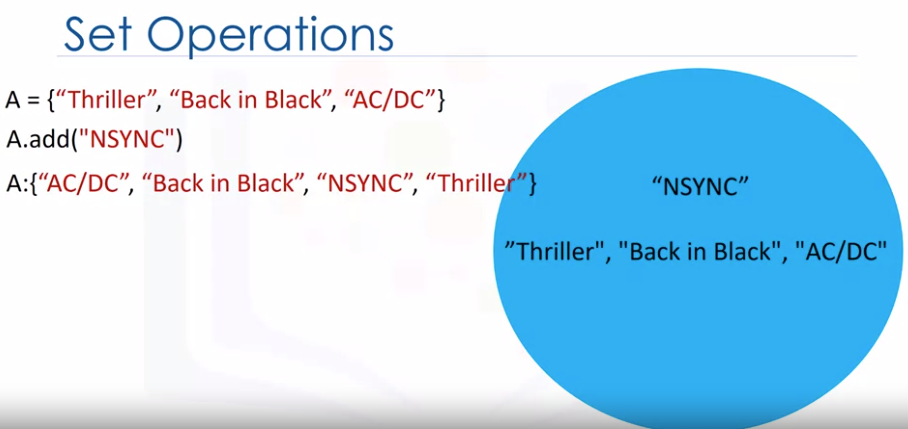 Set Operations
A = {“Thriller”, “Back in Black”, “AC/DC”}
A.add("NSYNC")
A:{“AC/DC”, “Back in Black”, “NSYNC”, “Thriller”}
“NSYNC”
”Thriller", "Back in Black", "AC/DC"